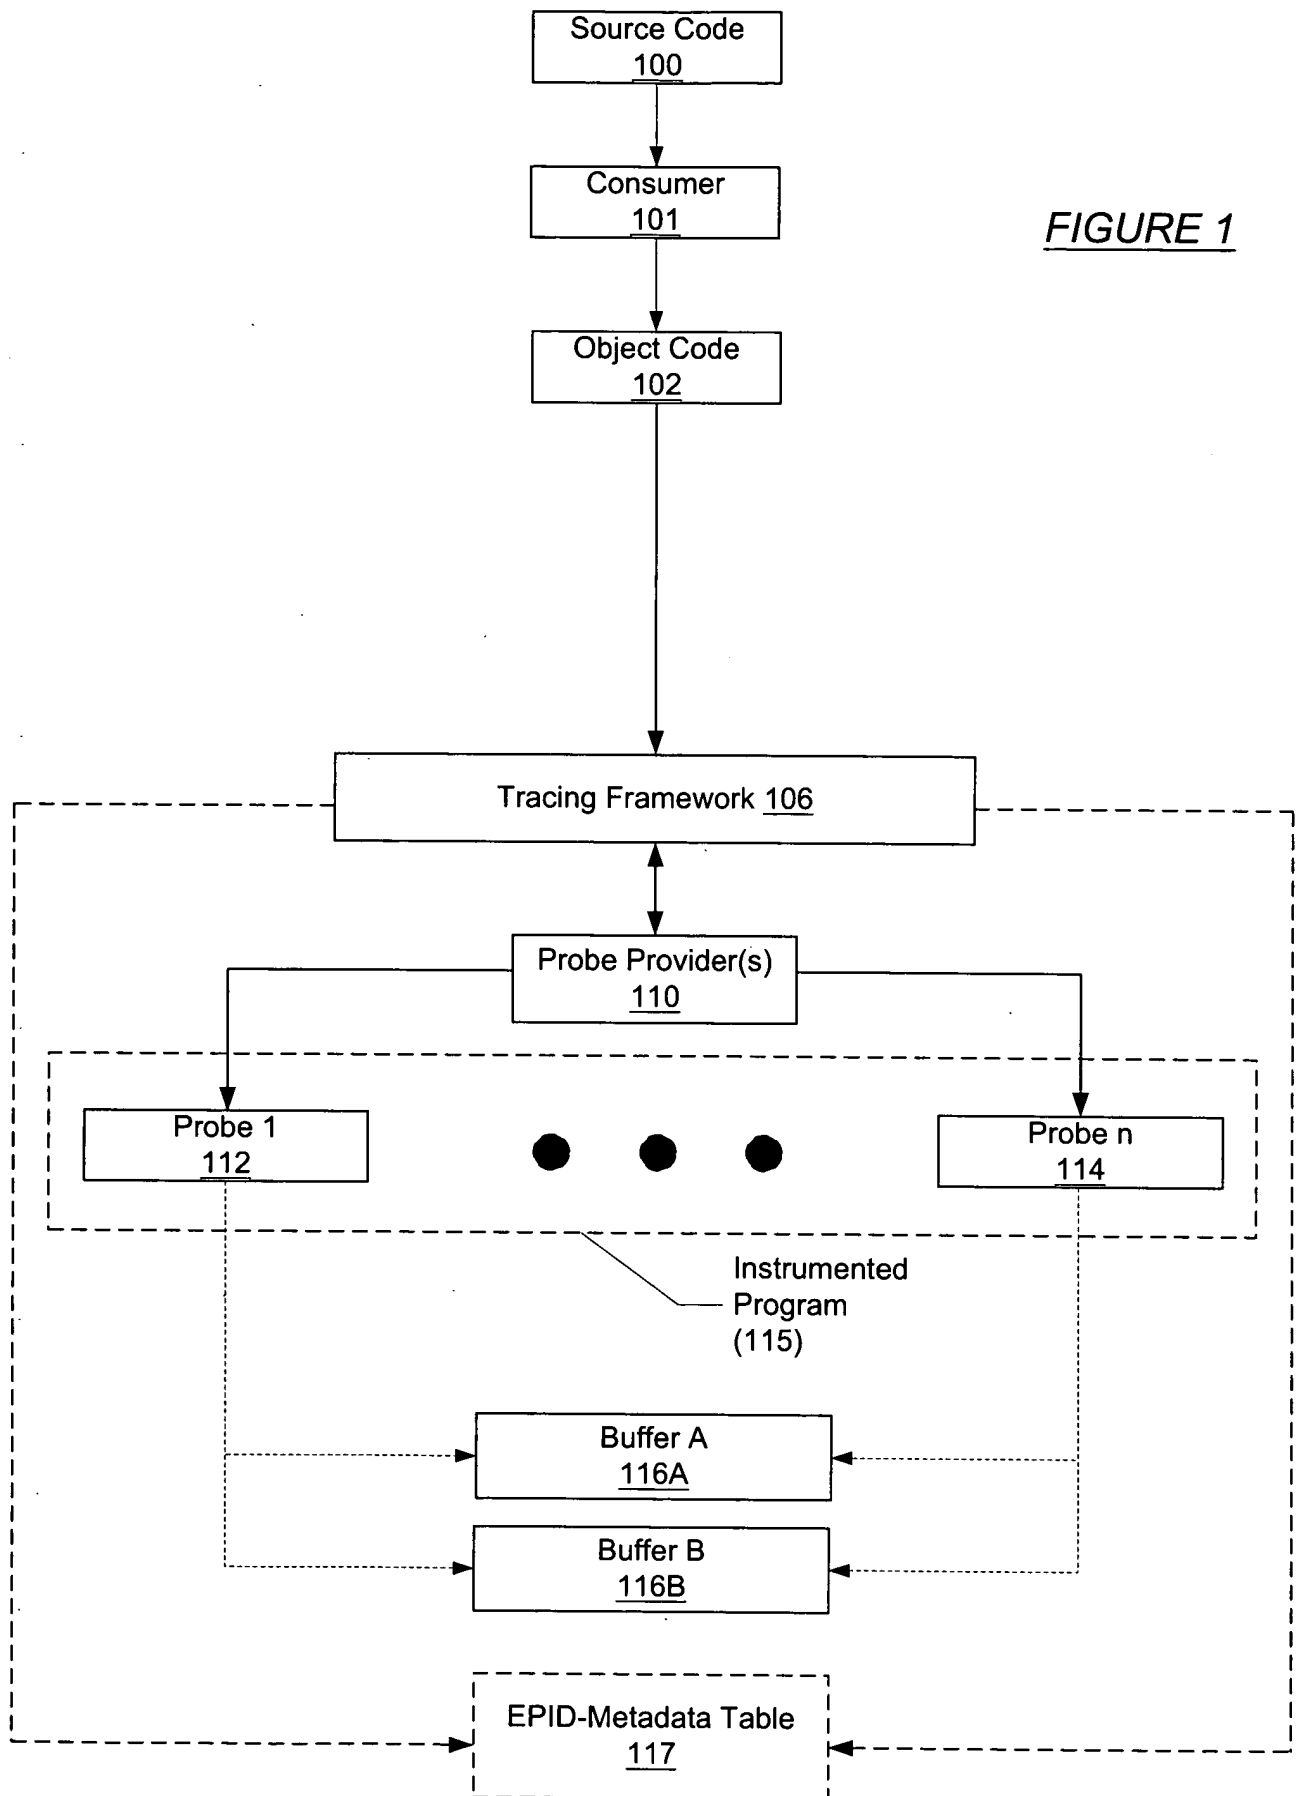 Source Code
100
Consumer
101
FIGURE 1
Object Code
102
Tracing Framework 106
Probe Provider(s)
110
Probe 1
112
Probe n
114
Instrumented
Program
(115)
Buffer A
116A
Buffer B
116B
EPID-Metadata Table
117